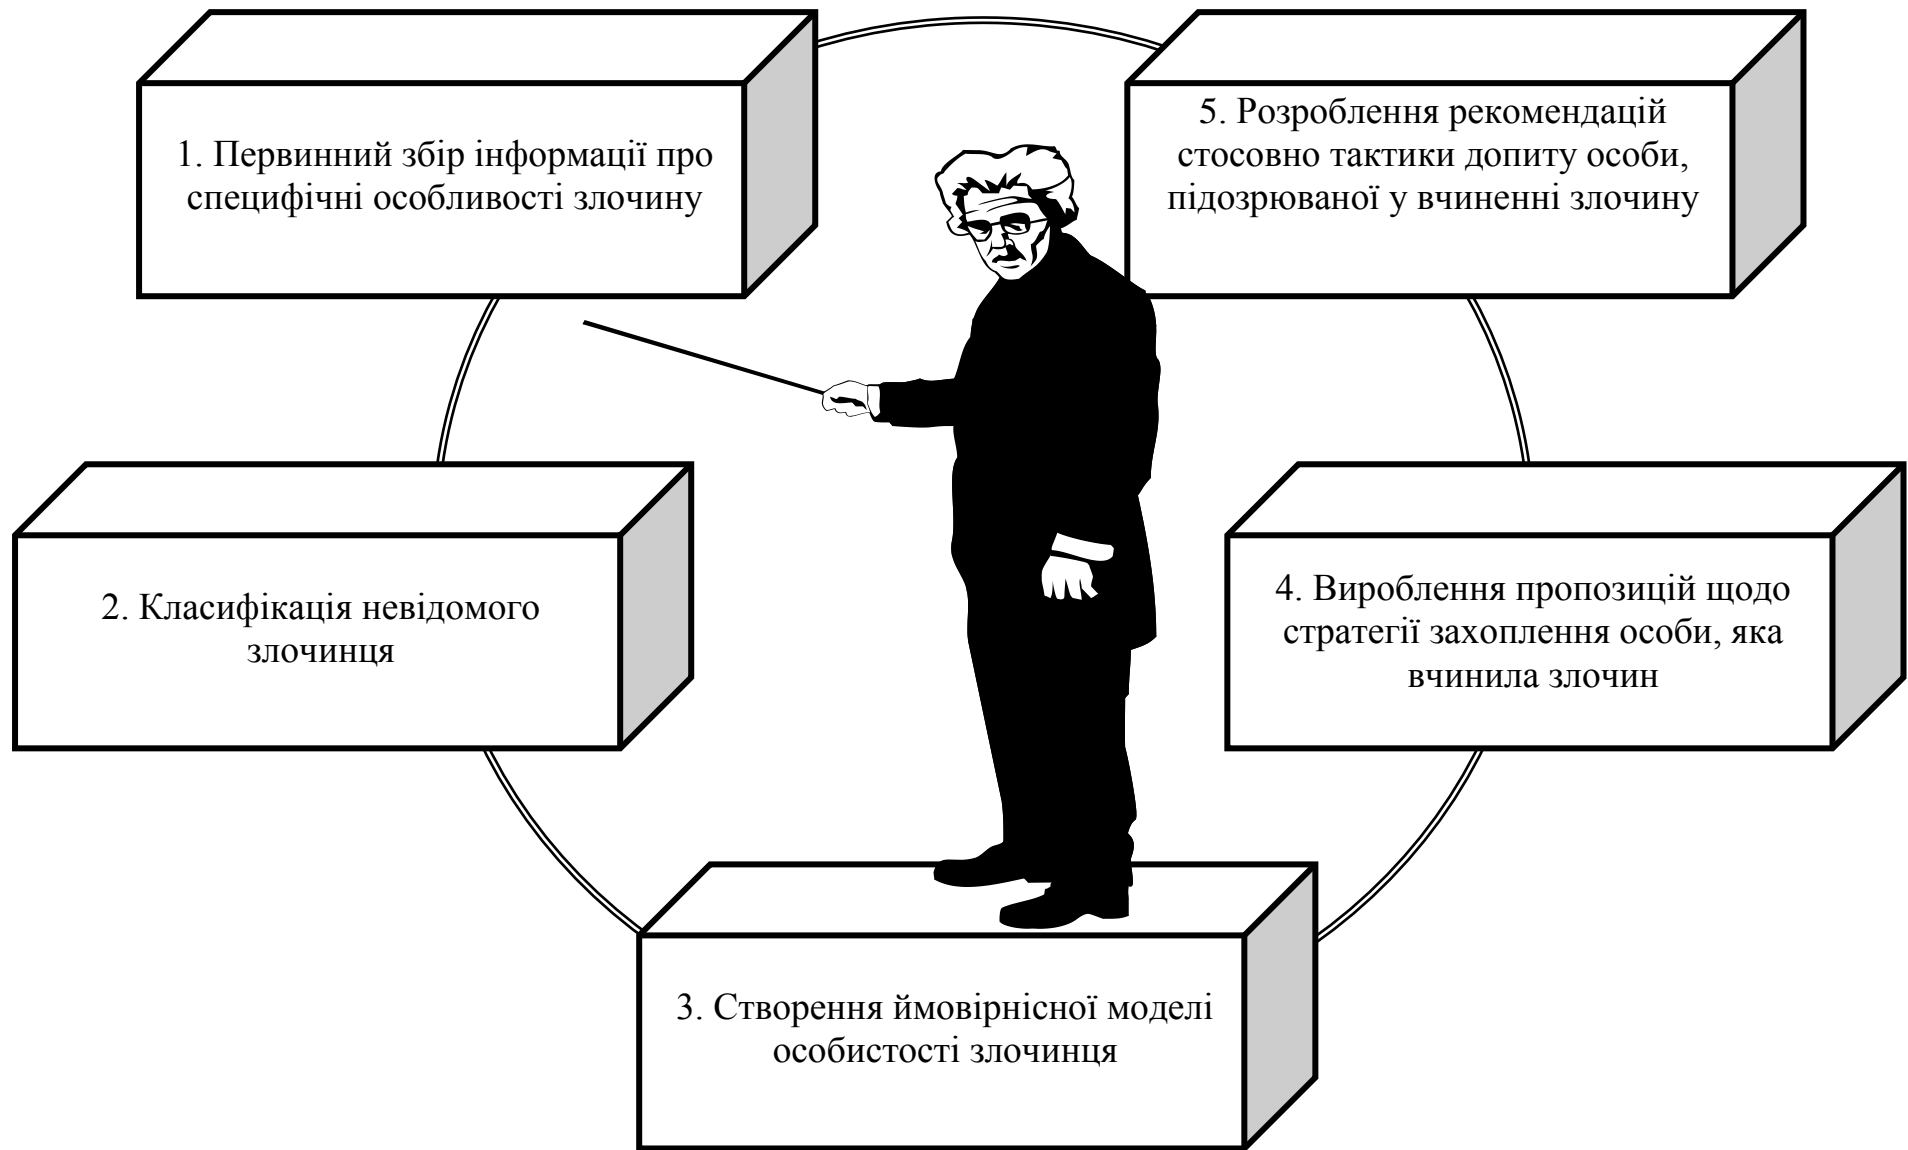 1. Первинний збір інформації про
специфічні особливості злочину
5. Розроблення рекомендацій
стосовно тактики допиту особи,
підозрюваної у вчиненні злочину
2. Класифікація невідомого
злочинця
4. Вироблення пропозицій щодо
стратегії захоплення особи, яка
вчинила злочин
3. Створення ймовірнісної моделі
особистості злочинця